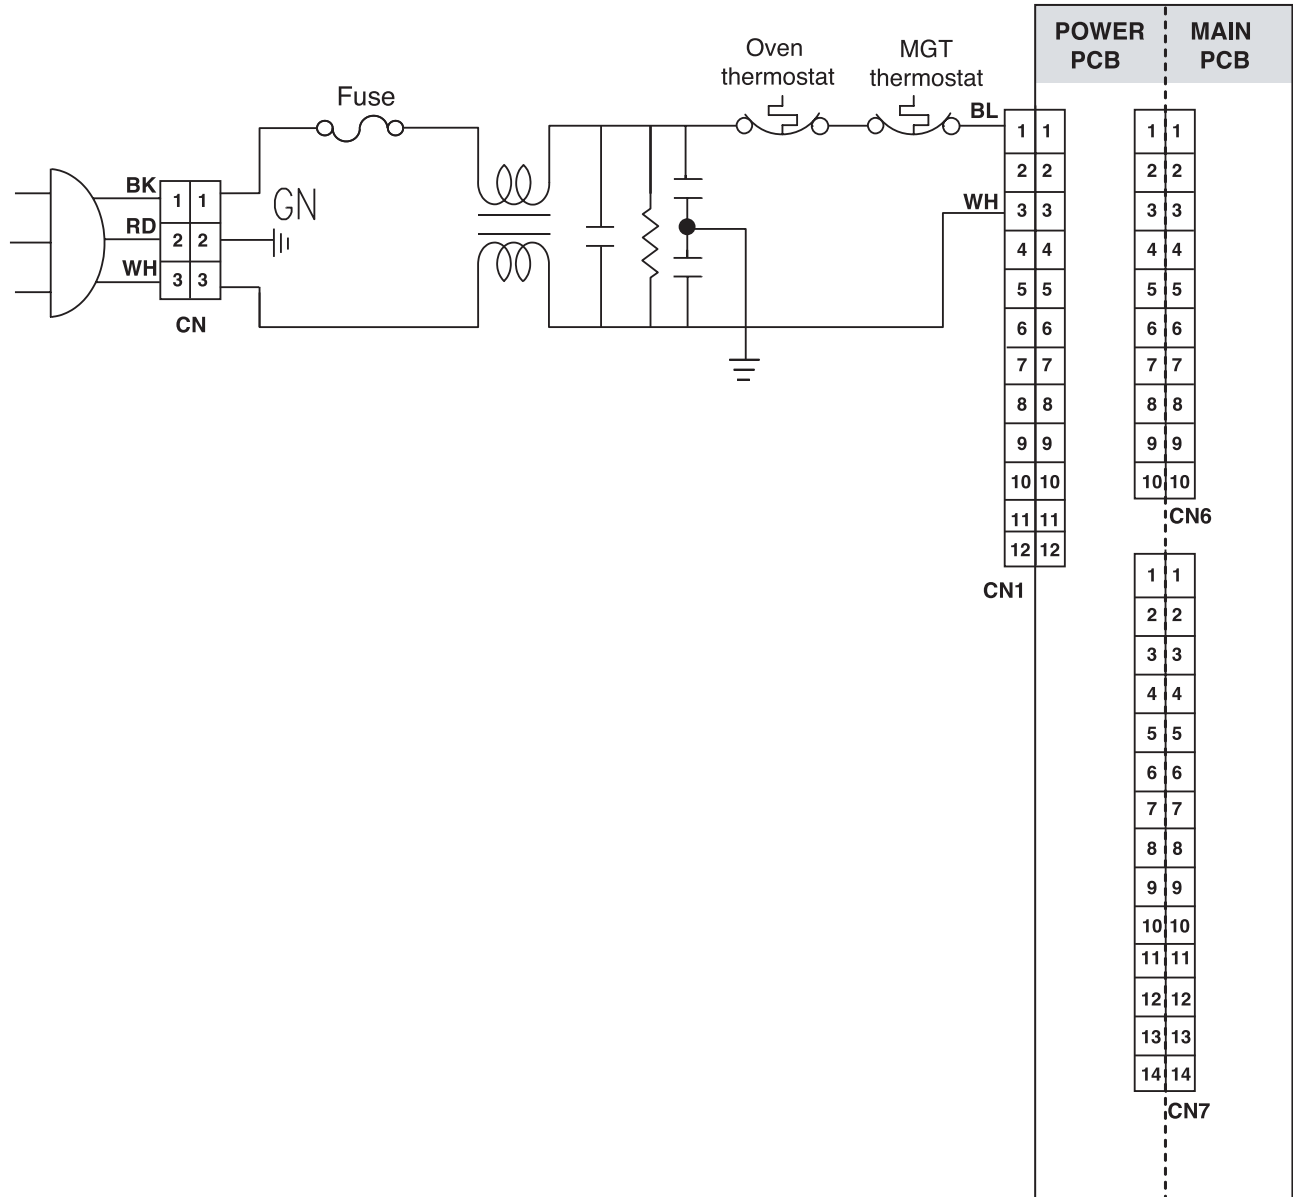 POWER PCB
MAIN PCB
Oven thermostat
MGT thermostat
Fuse
BL
WH
BK
RD
WH
GN
1 1
2 2
3 3
CN
1 1
2 2
3 3
4 4
5 5
6 6
7 7
8 8
9 9
10 10
11 11
12 12
CN1
1 1
2 2
3 3
4 4
5 5
6 6
7 7
8 8
9 9
10 10
CN6
1 1
2 2
3 3
4 4
5 5
6 6
7 7
8 8
9 9
10 10
11 11
12 12
13 13
14 14
CN7